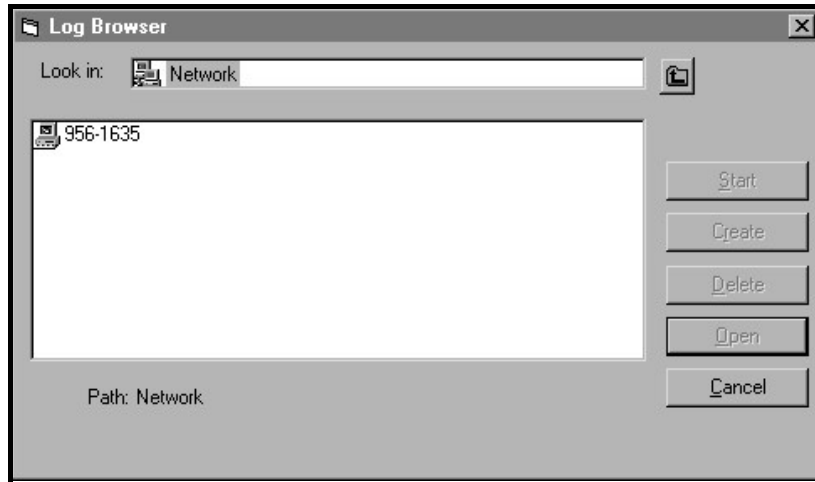 Log Browser
Look in: Network
956-1635
Start
Create
Delete
Open
Cancel
Path: Network